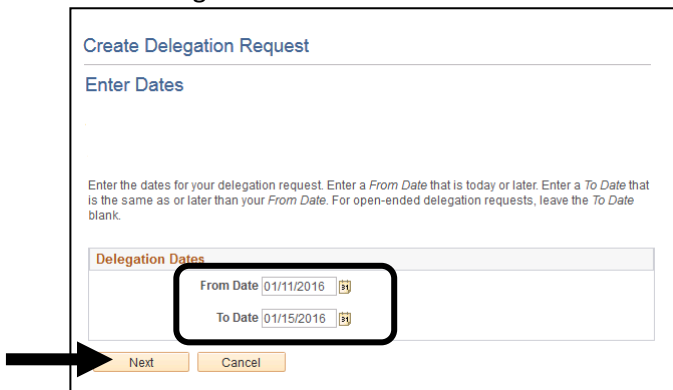 Create Delegation Request
Enter Dates
Enter the dates for your delegation request. Enter a From Date that is today or later. Enter a To Date that
is the same as or later than your From Date. For open-ended delegation requests, leave the To Date
blank.
Delegation Dates
From Date 01/11/2016 31
To Date 01/15/2016 31
Next Cancel